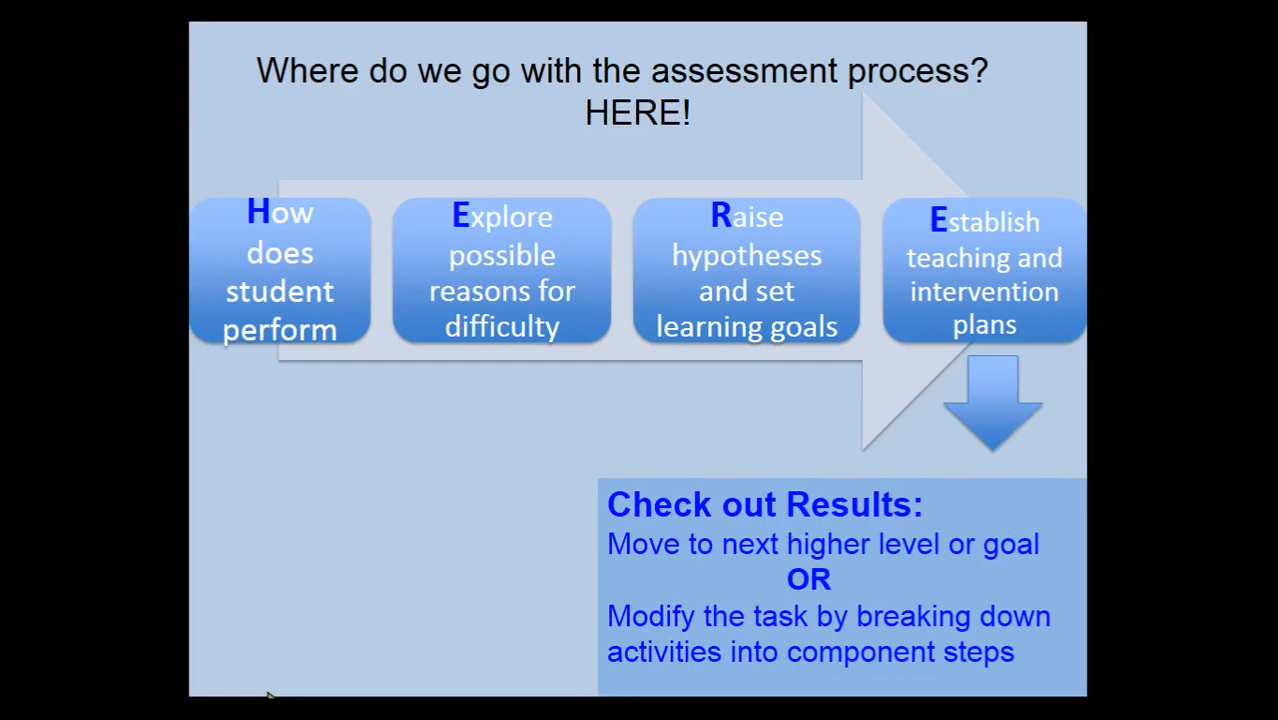 Where do we go with the assessment process?
HERE!
How
does
student
perform
Explore
possible
reasons for
difficulty
Raise
hypotheses
and set
learning goals
Establish
teaching and
intervention
plans
Check out Results:
Move to next higher level or goal
OR
Modify the task by breaking down
activities into component steps